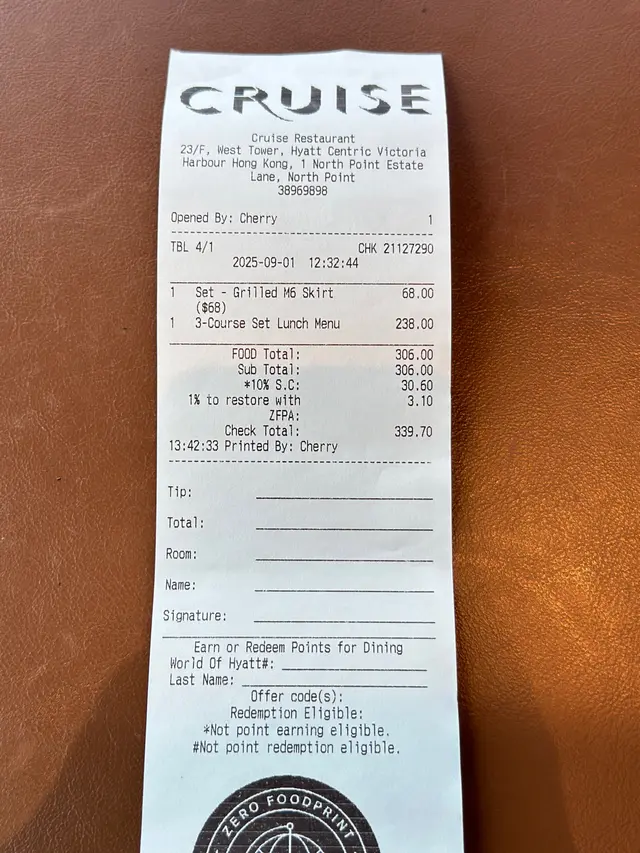 CRUISE
Cruise Restaurant
23/F, West Tower, Hyatt Centric Victoria
Harbour Hong Kong, 1 North Point Estate
Lane, North Point
38969898
Opened By: Cherry 1
TBL 4/1 CHK 21127290
2025-09-01 12:32:44
1 Set - Grilled M6 Skirt 68.00
($68)
1 3-Course Set Lunch Menu 238.00
FOOD Total: 306.00
Sub Total: 306.00
*10% S.C: 30.60
1% to restore with 3.10
ZFPA:
Check Total: 339.70
13:42:33 Printed By: Cherry
Tip:
Total:
Room:
Name:
Signature:
Earn or Redeem Points for Dining
World Of Hyatt#:
Last Name:
Offer code(s):
Redemption Eligible:
*Not point earning eligible.
#Not point redemption eligible.
ZERO FOODPRINT